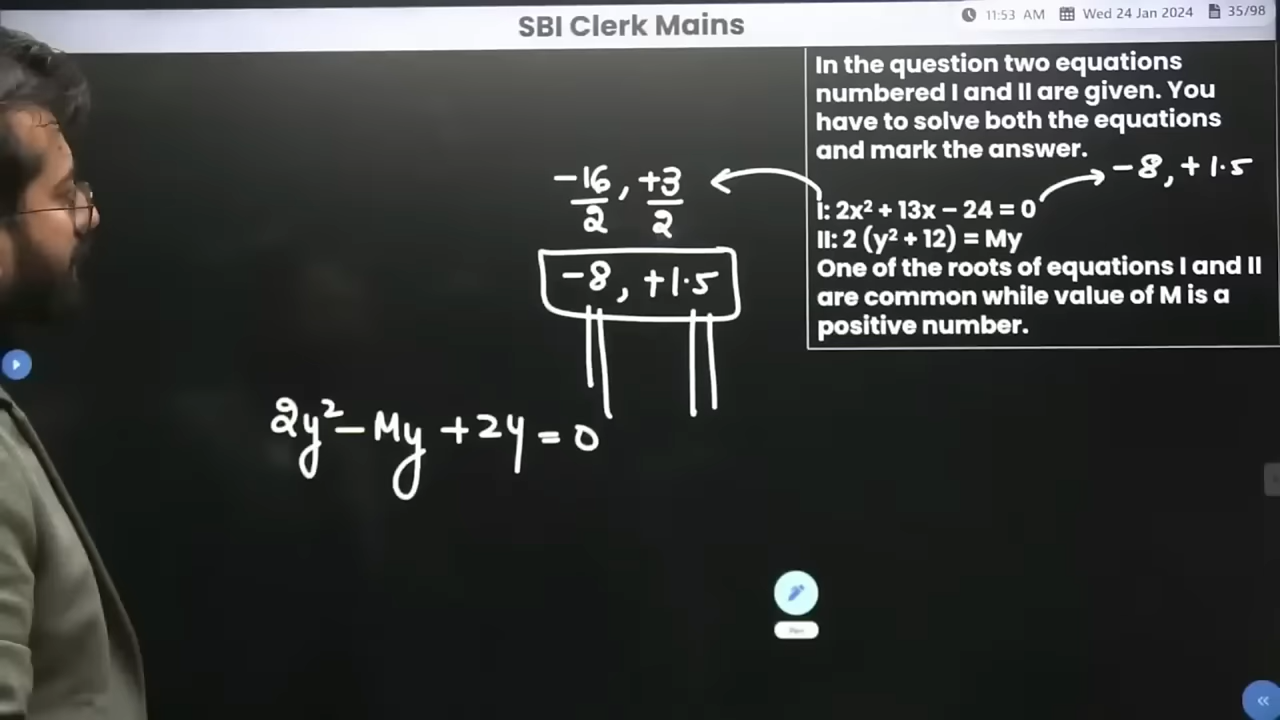 11:53 AM Wed 24 Jan 2024 35/98
SBI Clerk Mains
In the question two equations
numbered I and II are given. You
have to solve both the equations
and mark the answer.
-8, +1.5
I: 2x² + 13x – 24 = 0
II: 2 (y² + 12) = My
One of the roots of equations I and II
are common while value of M is a
positive number.
-16/2, +3/2
-8, +1.5
2y² - My + 24 = 0
Pen